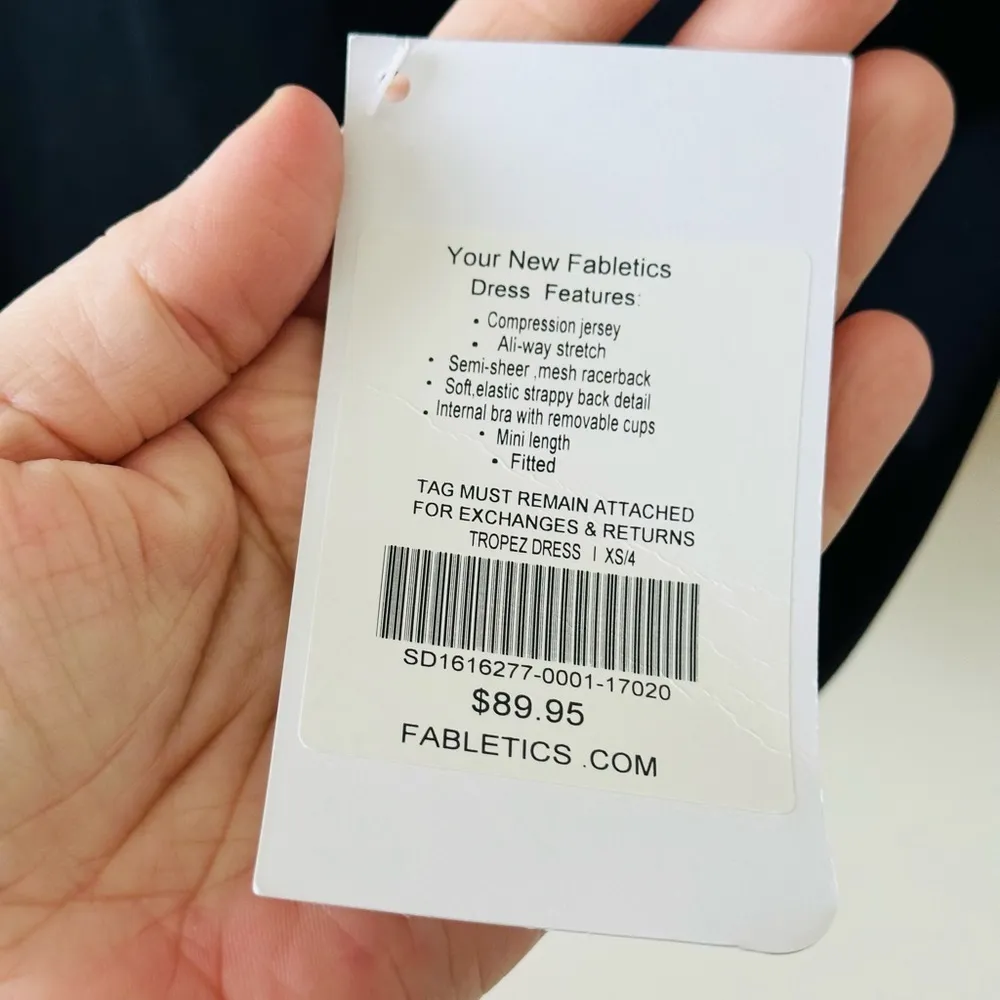 Your New Fabletics
Dress Features:
• Compression jersey
• Ali-way stretch
• Semi-sheer ,mesh racerback
• Soft,elastic strappy back detail
• Internal bra with removable cups
• Mini length
• Fitted
TAG MUST REMAIN ATTACHED
FOR EXCHANGES & RETURNS
TROPEZ DRESS | XS/4
SD1616277-0001-17020
$89.95
FABLETICS .COM